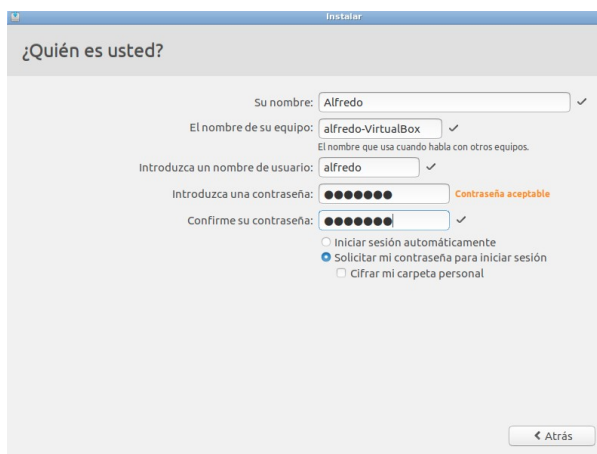 Instalar
¿Quién es usted?
Su nombre: Alfredo
El nombre de su equipo: alfredo-VirtualBox
El nombre que usa cuando habla con otros equipos.
Introduzca un nombre de usuario: alfredo
Introduzca una contraseña: ●●●●●●● Contraseña aceptable
Confirme su contraseña: ●●●●●●●
Iniciar sesión automáticamente
Solicitar mi contraseña para iniciar sesión
Cifrar mi carpeta personal
Atrás